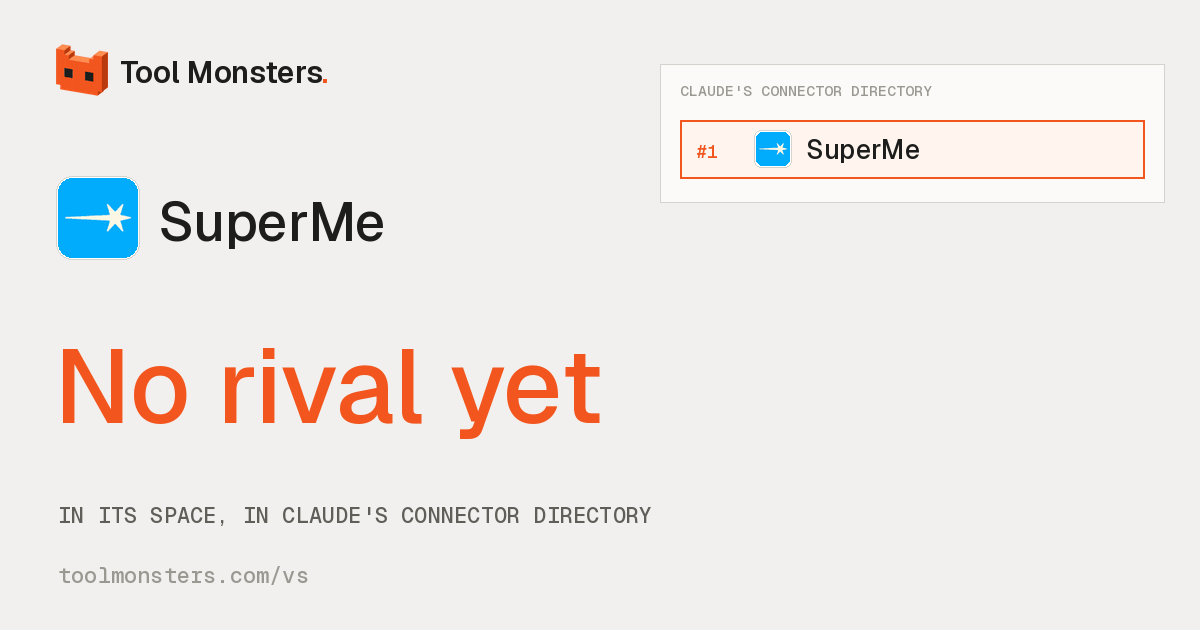 Tool Monsters.
SuperMe
No rival yet
IN ITS SPACE, IN CLAUDE'S CONNECTOR DIRECTORY
toolmonsters.com/vs
CLAUDE'S CONNECTOR DIRECTORY
#1 SuperMe